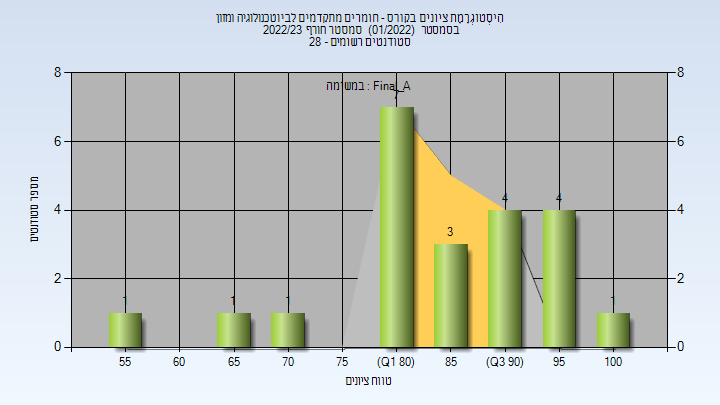 היסטוגרמת ציונים בקורס - חומרים מתקדמים לביוטכנולוגיה ומזון
בסמסטר (01/2022) סמסטר חורף 2022/23
סטודנטים רשומים - 28
במשימה : Final_A
מספר סטודנטים
8 8
6 6
4 4
2 2
0 0
1 1 1 7 3 4 4 1
55 60 65 70 75 (Q1 80) 85 (Q3 90) 95 100
טווח ציונים